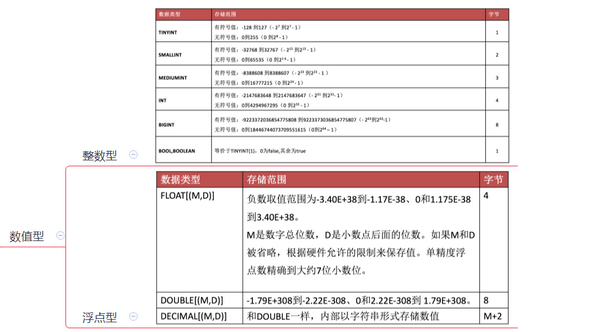 数据类型 存储范围 字节
TINYINT 有符号值：-128 到127（- 2⁷ 到2⁷ - 1） 1
无符号值：0到255（0 到2⁸ - 1）
SMALLINT 有符号值：-32768 到32767（- 2¹⁵ 到2¹⁵ - 1） 2
无符号值：0到65535（0 到2¹⁶ - 1）
MEDIUMINT 有符号值：-8388608 到8388607（- 2²³ 到2²³ - 1 ） 3
无符号值：0到16777215（0 到2²⁴ - 1）
INT 有符号值：-2147483648 到2147483647（- 2³¹ 到2³¹- 1） 4
无符号值：0到4294967295（0 到2³² - 1）
BIGINT 有符号值：-9223372036854775808 到9223372036854775807（- 2⁶³到2⁶³-1） 8
无符号值：0到18446744073709551615（0到2⁶⁴ – 1）
BOOL,BOOLEAN 等价于TINYINT(1)，0为false,其余为true 1
整数型
数据类型 存储范围 字节
FLOAT[(M,D)] 负数取值范围为-3.40E+38到-1.17E-38、0和1.175E-38 4
到3.40E+38。
M是数字总位数，D是小数点后面的位数。如果M和D
被省略，根据硬件允许的限制来保存值。单精度浮
点数精确到大约7位小数位。
数值型
DOUBLE[(M,D)] -1.79E+308到-2.22E-308、0和2.22E-308到 1.79E+308。 8
DECIMAL[(M,D)] 和DOUBLE一样，内部以字符串形式存储数值 M+2
浮点型